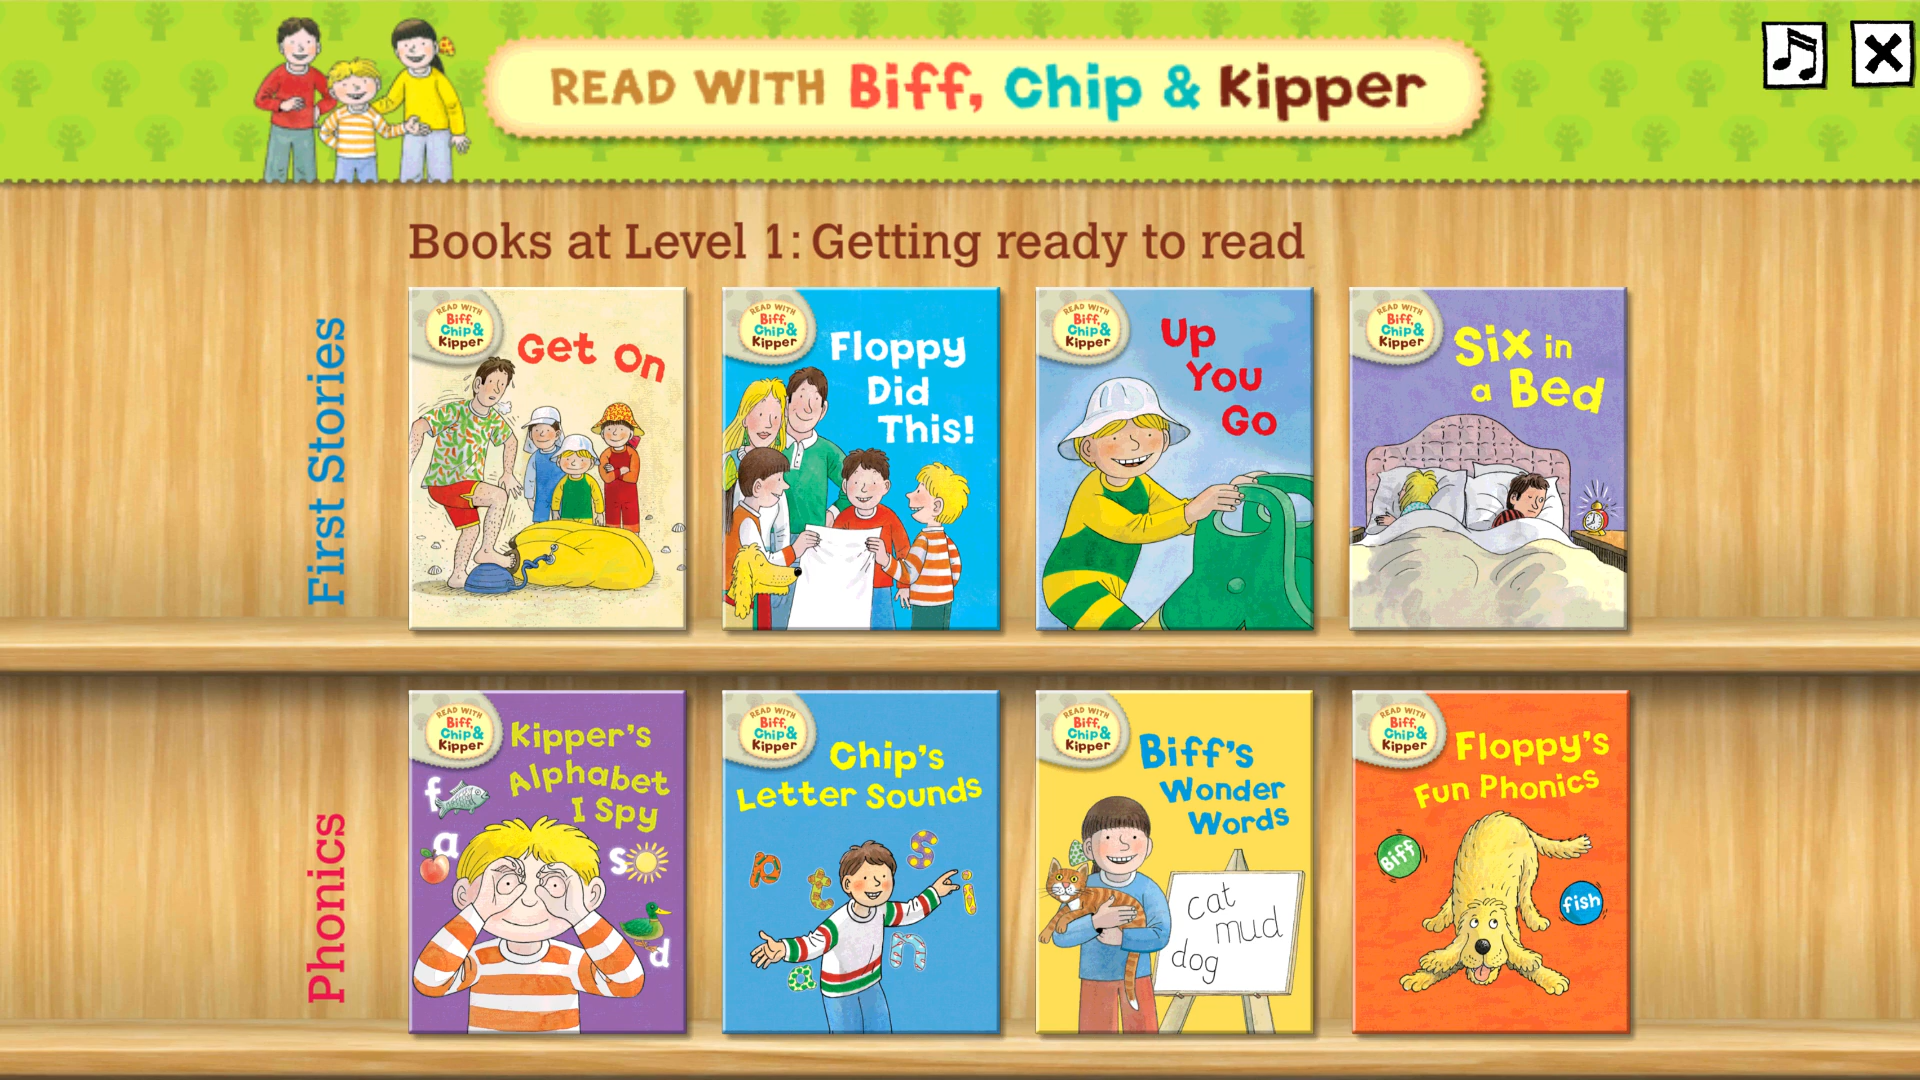 READ WITH Biff, Chip & Kipper
Books at Level 1: Getting ready to read
First Stories
READ WITH
Biff,
Chip &
Kipper
Get On
READ WITH
Biff,
Chip &
Kipper
Floppy
Did
This!
READ WITH
Biff,
Chip &
Kipper
Up
You
Go
READ WITH
Biff,
Chip &
Kipper
Six in
a Bed
Phonics
READ WITH
Biff,
Chip &
Kipper
Kipper's
Alphabet
I Spy
f
a
s
d
READ WITH
Biff,
Chip &
Kipper
Chip's
Letter Sounds
p
t
s
i
a
n
READ WITH
Biff,
Chip &
Kipper
Biff's
Wonder
Words
cat
mud
dog
READ WITH
Biff,
Chip &
Kipper
Floppy's
Fun Phonics
Biff
fish